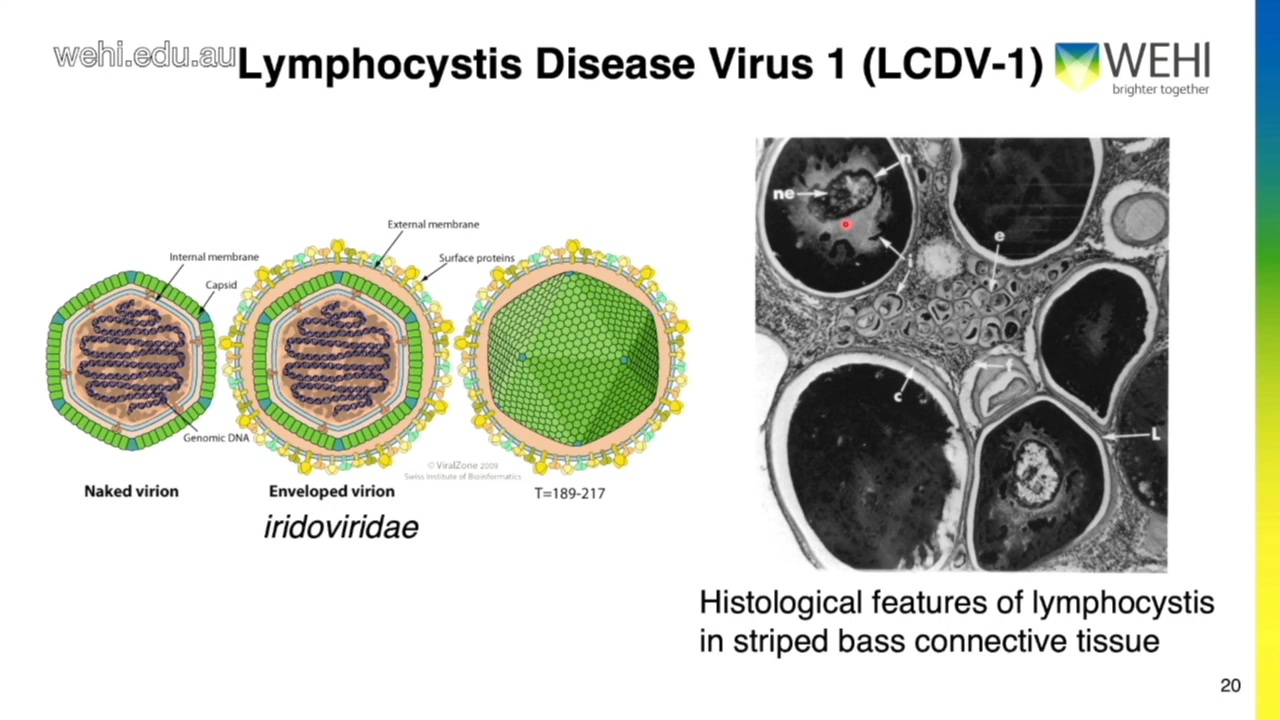 wehi.edu.au
Lymphocystis Disease Virus 1 (LCDV-1)
WEHI
brighter together
External membrane
Internal membrane
Surface proteins
Capsid
Genomic DNA
© ViralZone 2009
Swiss Institute of Bioinformatics
Naked virion
Enveloped virion
T=189-217
iridoviridae
n
ne
e
i
f
c
L
Histological features of lymphocystis
in striped bass connective tissue
20